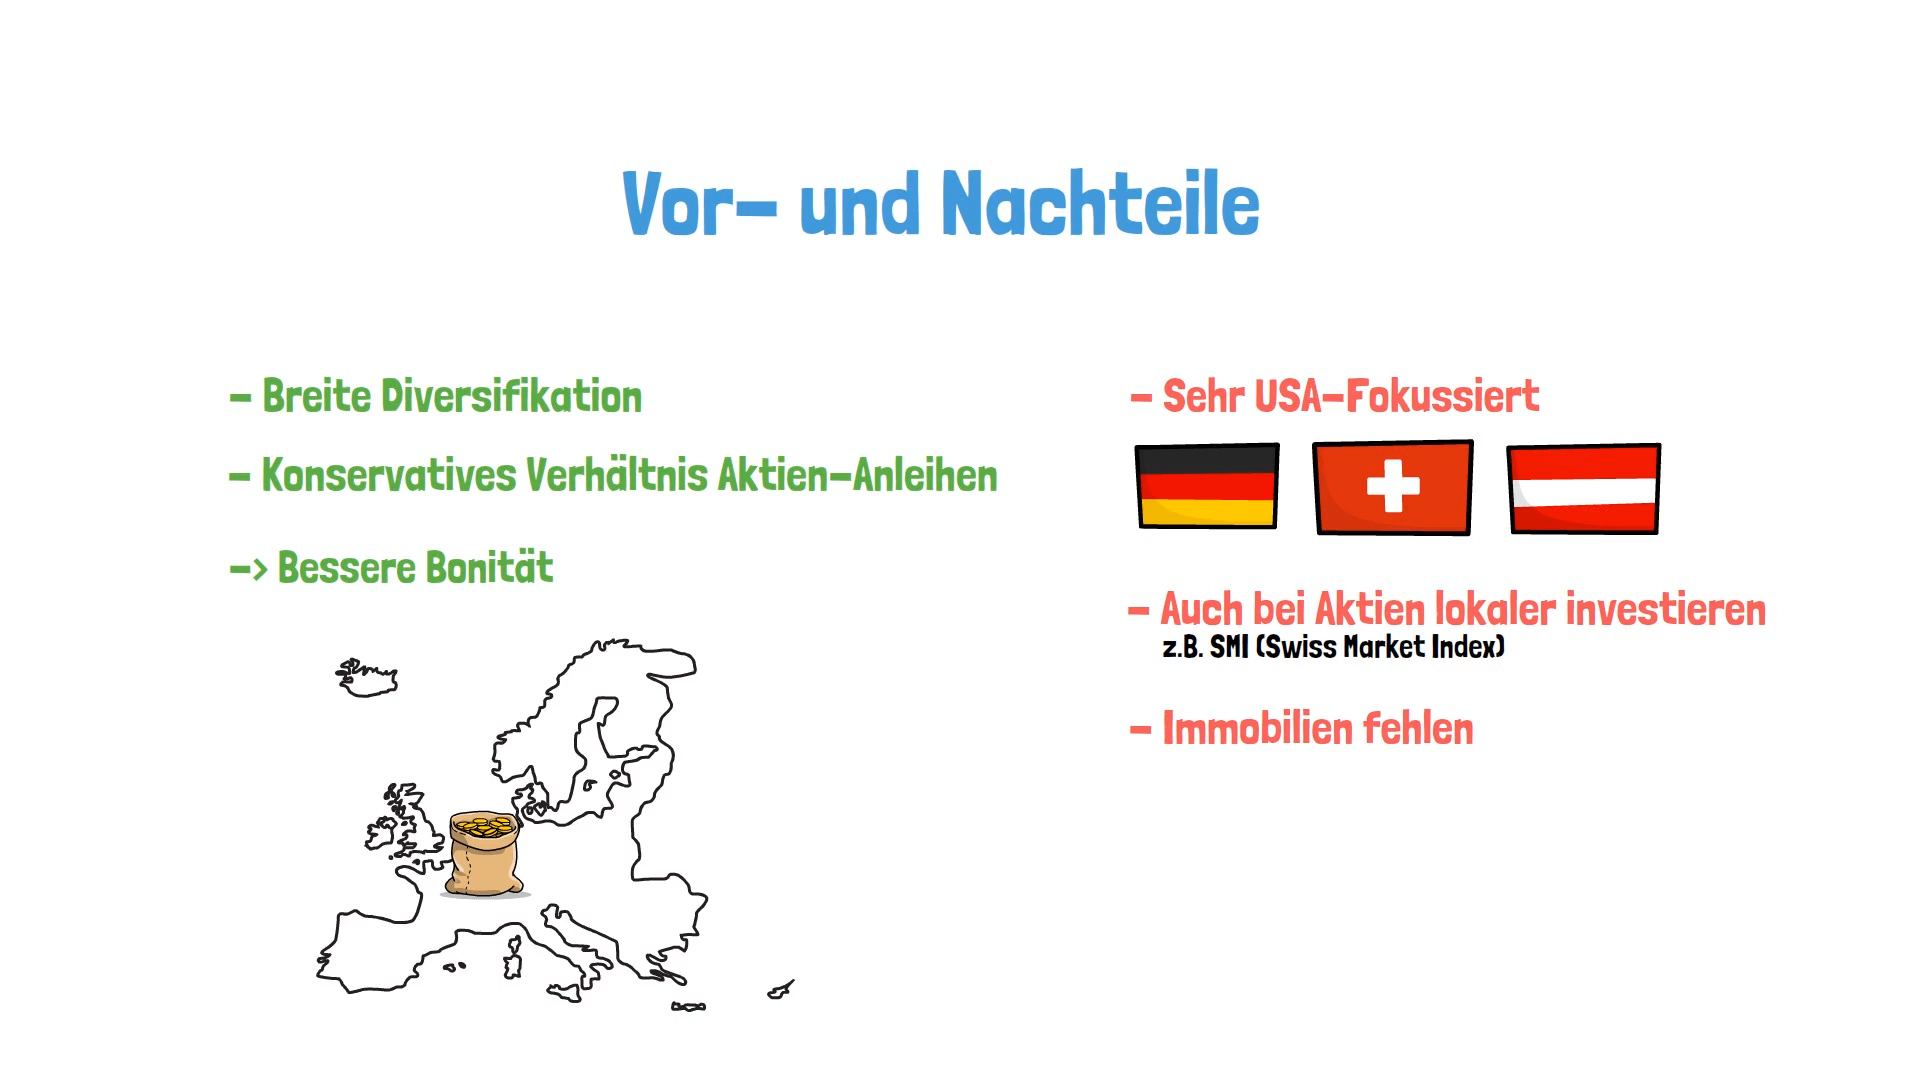 Vor- und Nachteile
- Breite Diversifikation
- Konservatives Verhältnis Aktien-Anleihen
-> Bessere Bonität
- Sehr USA-Fokussiert
- Auch bei Aktien lokaler investieren
z.B. SMI (Swiss Market Index)
- Immobilien fehlen